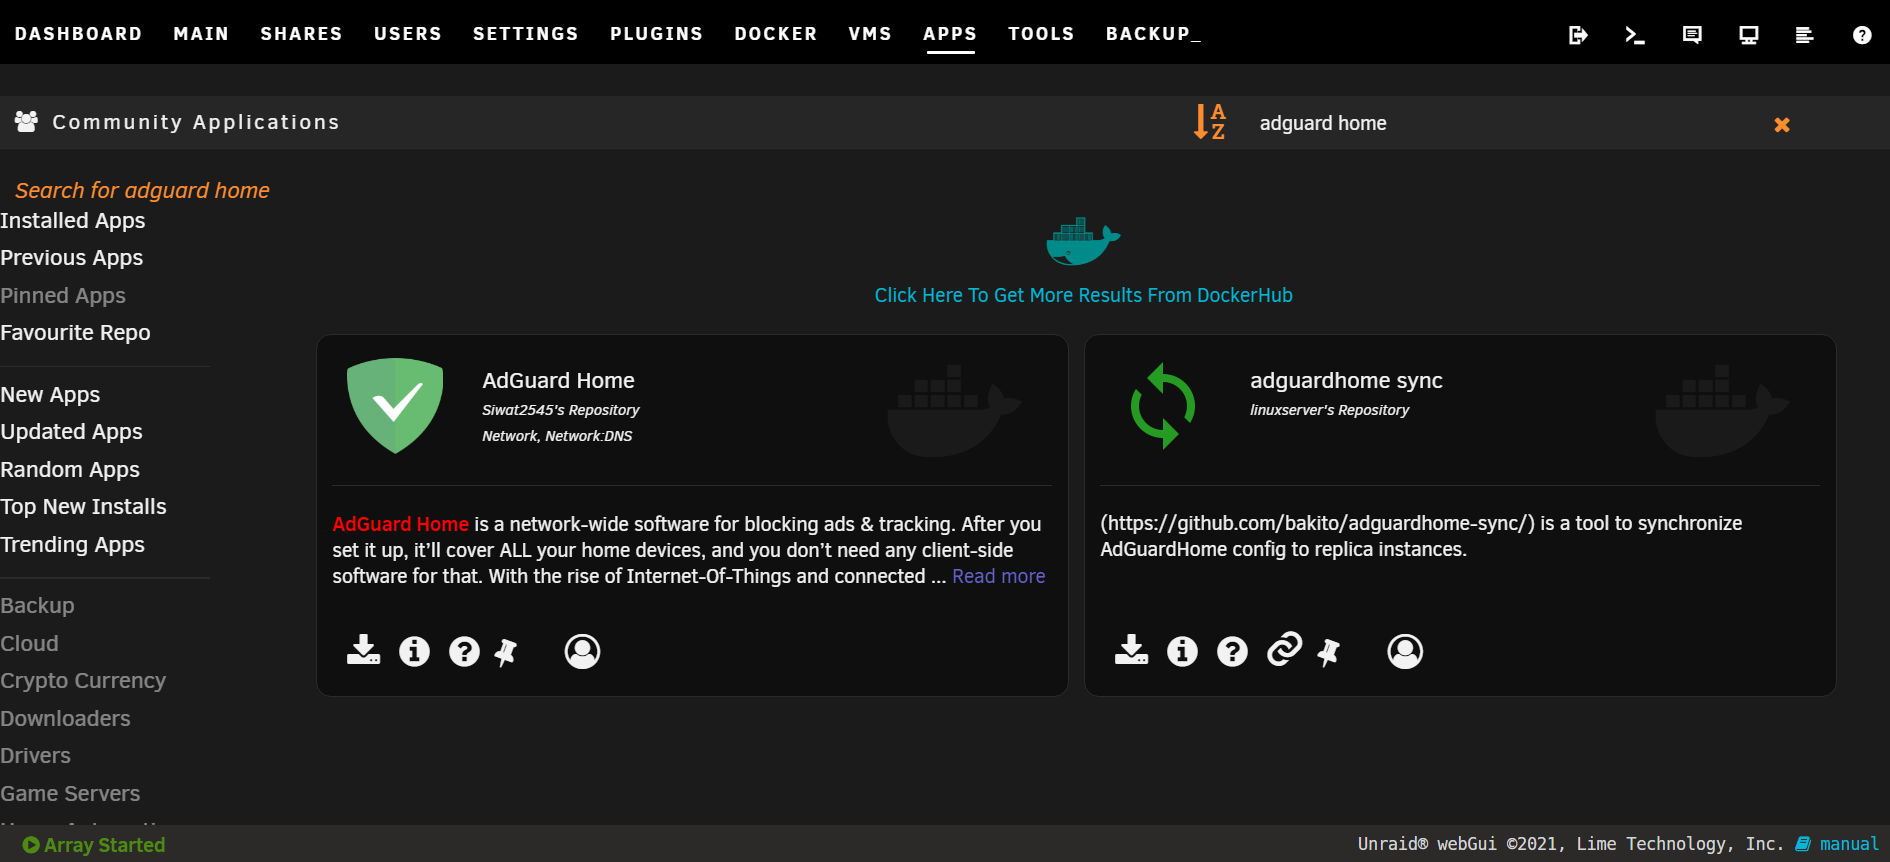 DASHBOARD MAIN SHARES USERS SETTINGS PLUGINS DOCKER VMS APPS TOOLS BACKUP_
Community Applications
A
Z
adguard home
Search for adguard home
Installed Apps
Previous Apps
Pinned Apps
Favourite Repo
New Apps
Updated Apps
Random Apps
Top New Installs
Trending Apps
Backup
Cloud
Crypto Currency
Downloaders
Drivers
Game Servers
Click Here To Get More Results From DockerHub
AdGuard Home
Siwat2545's Repository
Network, Network:DNS
AdGuard Home is a network-wide software for blocking ads & tracking. After you
set it up, it’ll cover ALL your home devices, and you don’t need any client-side
software for that. With the rise of Internet-Of-Things and connected ... Read more
adguardhome sync
linuxserver's Repository
(https://github.com/bakito/adguardhome-sync/) is a tool to synchronize
AdGuardHome config to replica instances.
Array Started
Unraid® webGui ©2021, Lime Technology, Inc. manual